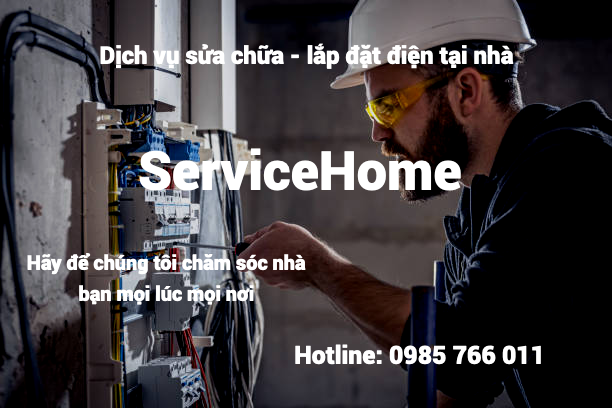 Dịch vụ sửa chữa - lắp đặt điện tại nhà
ServiceHome
Hãy để chúng tôi chăm sóc nhà
bạn mọi lúc mọi nơi
Hotline: 0985 766 011